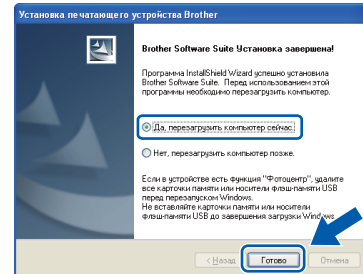 Установка печатающего устройства Brother
Brother Software Suite Установка завершена!
Программа InstallShield Wizard успешно установила
Brother Software Suite. Перед использованием этой
программы необходимо перезагрузить компьютер.
Да, перезагрузить компьютер сейчас.
Нет, перезагрузить компьютер позже.
Если в устройстве есть функция "Фотоцентр", удалите
все карточки памяти или носители флэш-памяти USB
перед перезапуском Windows.
Не вставляйте карточки памяти или носители
флэш-памяти USB до завершения загрузки Windows.
< Назад
Готово
Отмена